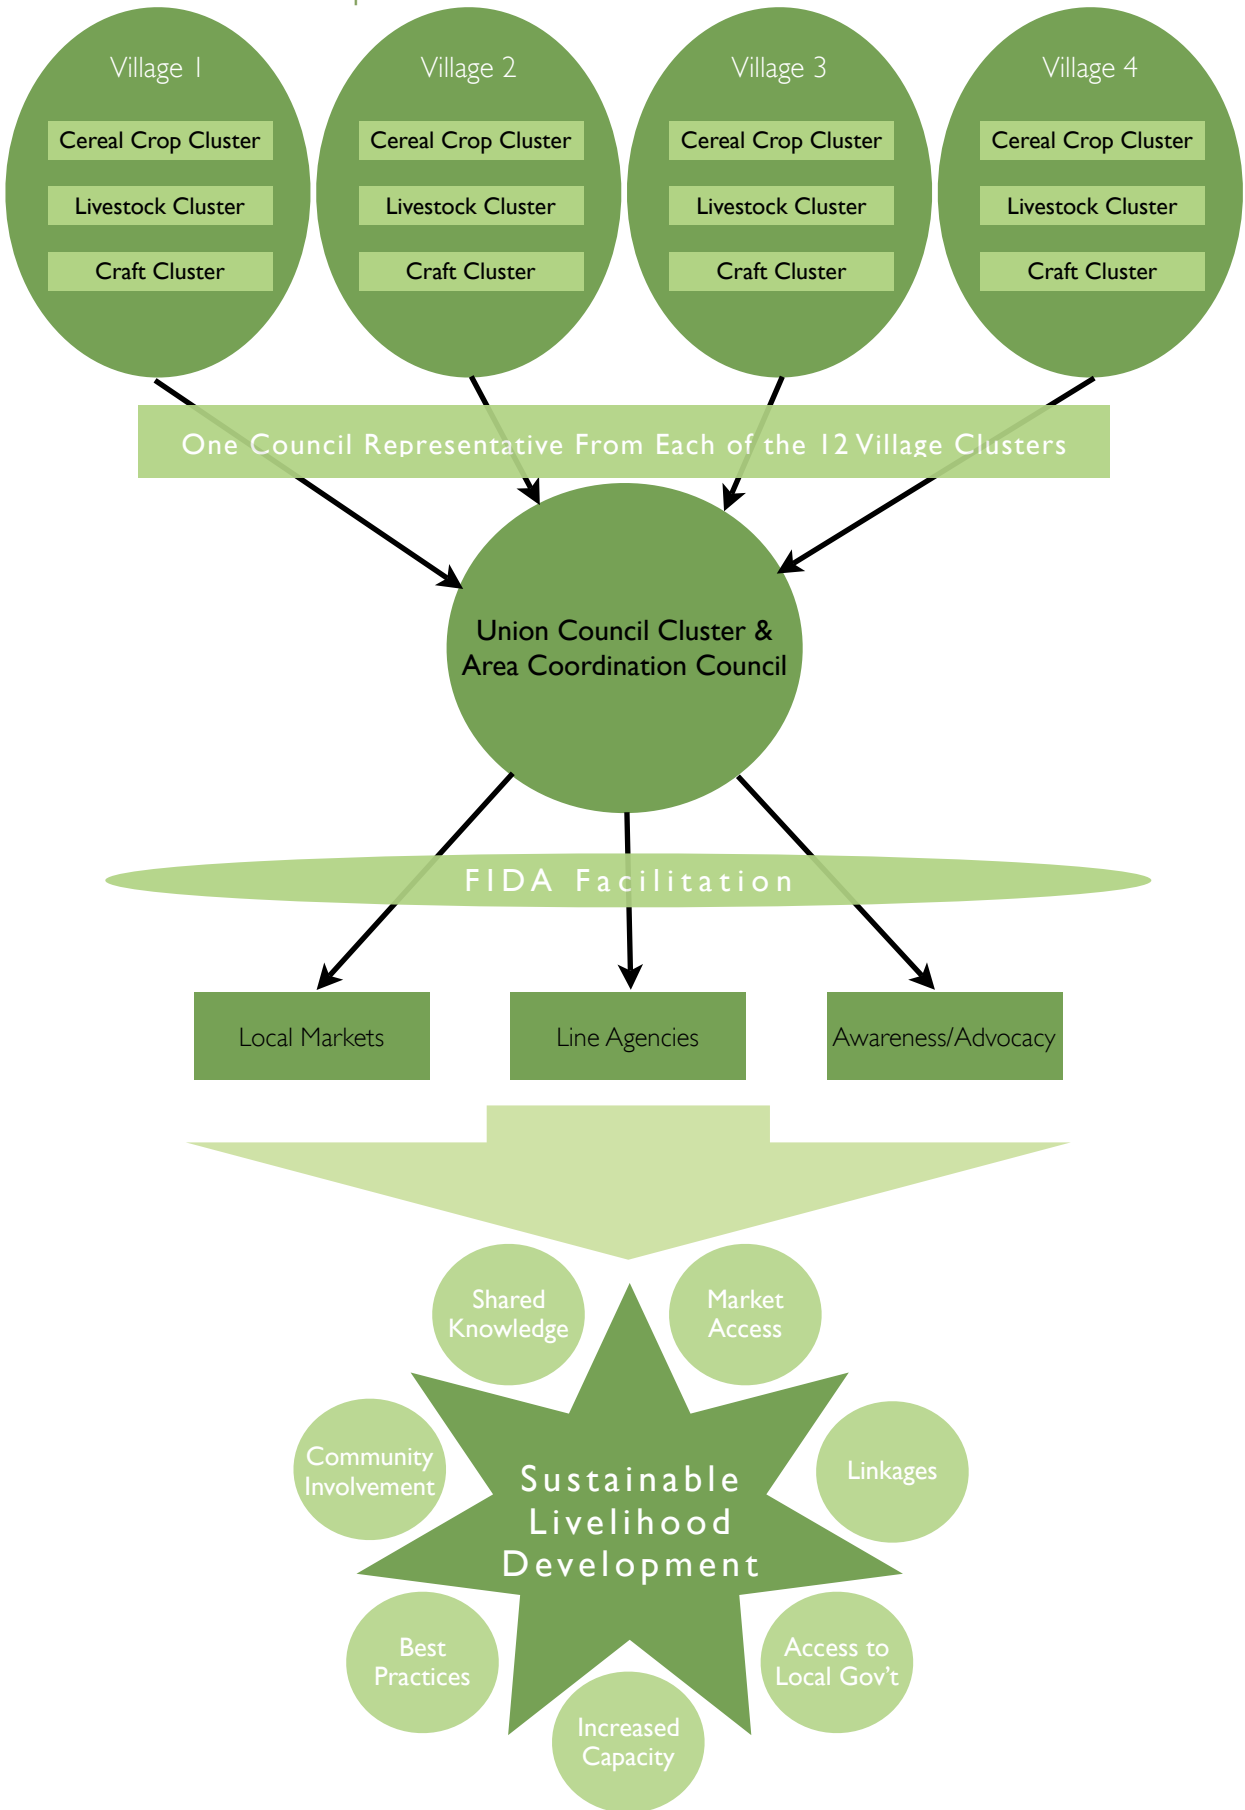 Village 1
Village 2
Village 3
Village 4
Cereal Crop Cluster
Cereal Crop Cluster
Cereal Crop Cluster
Cereal Crop Cluster
Livestock Cluster
Livestock Cluster
Livestock Cluster
Livestock Cluster
Craft Cluster
Craft Cluster
Craft Cluster
Craft Cluster
One Council Representative From Each of the 12 Village Clusters
Union Council Cluster &
Area Coordination Council
FIDA Facilitation
Local Markets
Line Agencies
Awareness/Advocacy
Shared
Knowledge
Market
Access
Community
Involvement
Linkages
Sustainable
Livelihood
Development
Best
Practices
Access to
Local Gov't
Increased
Capacity